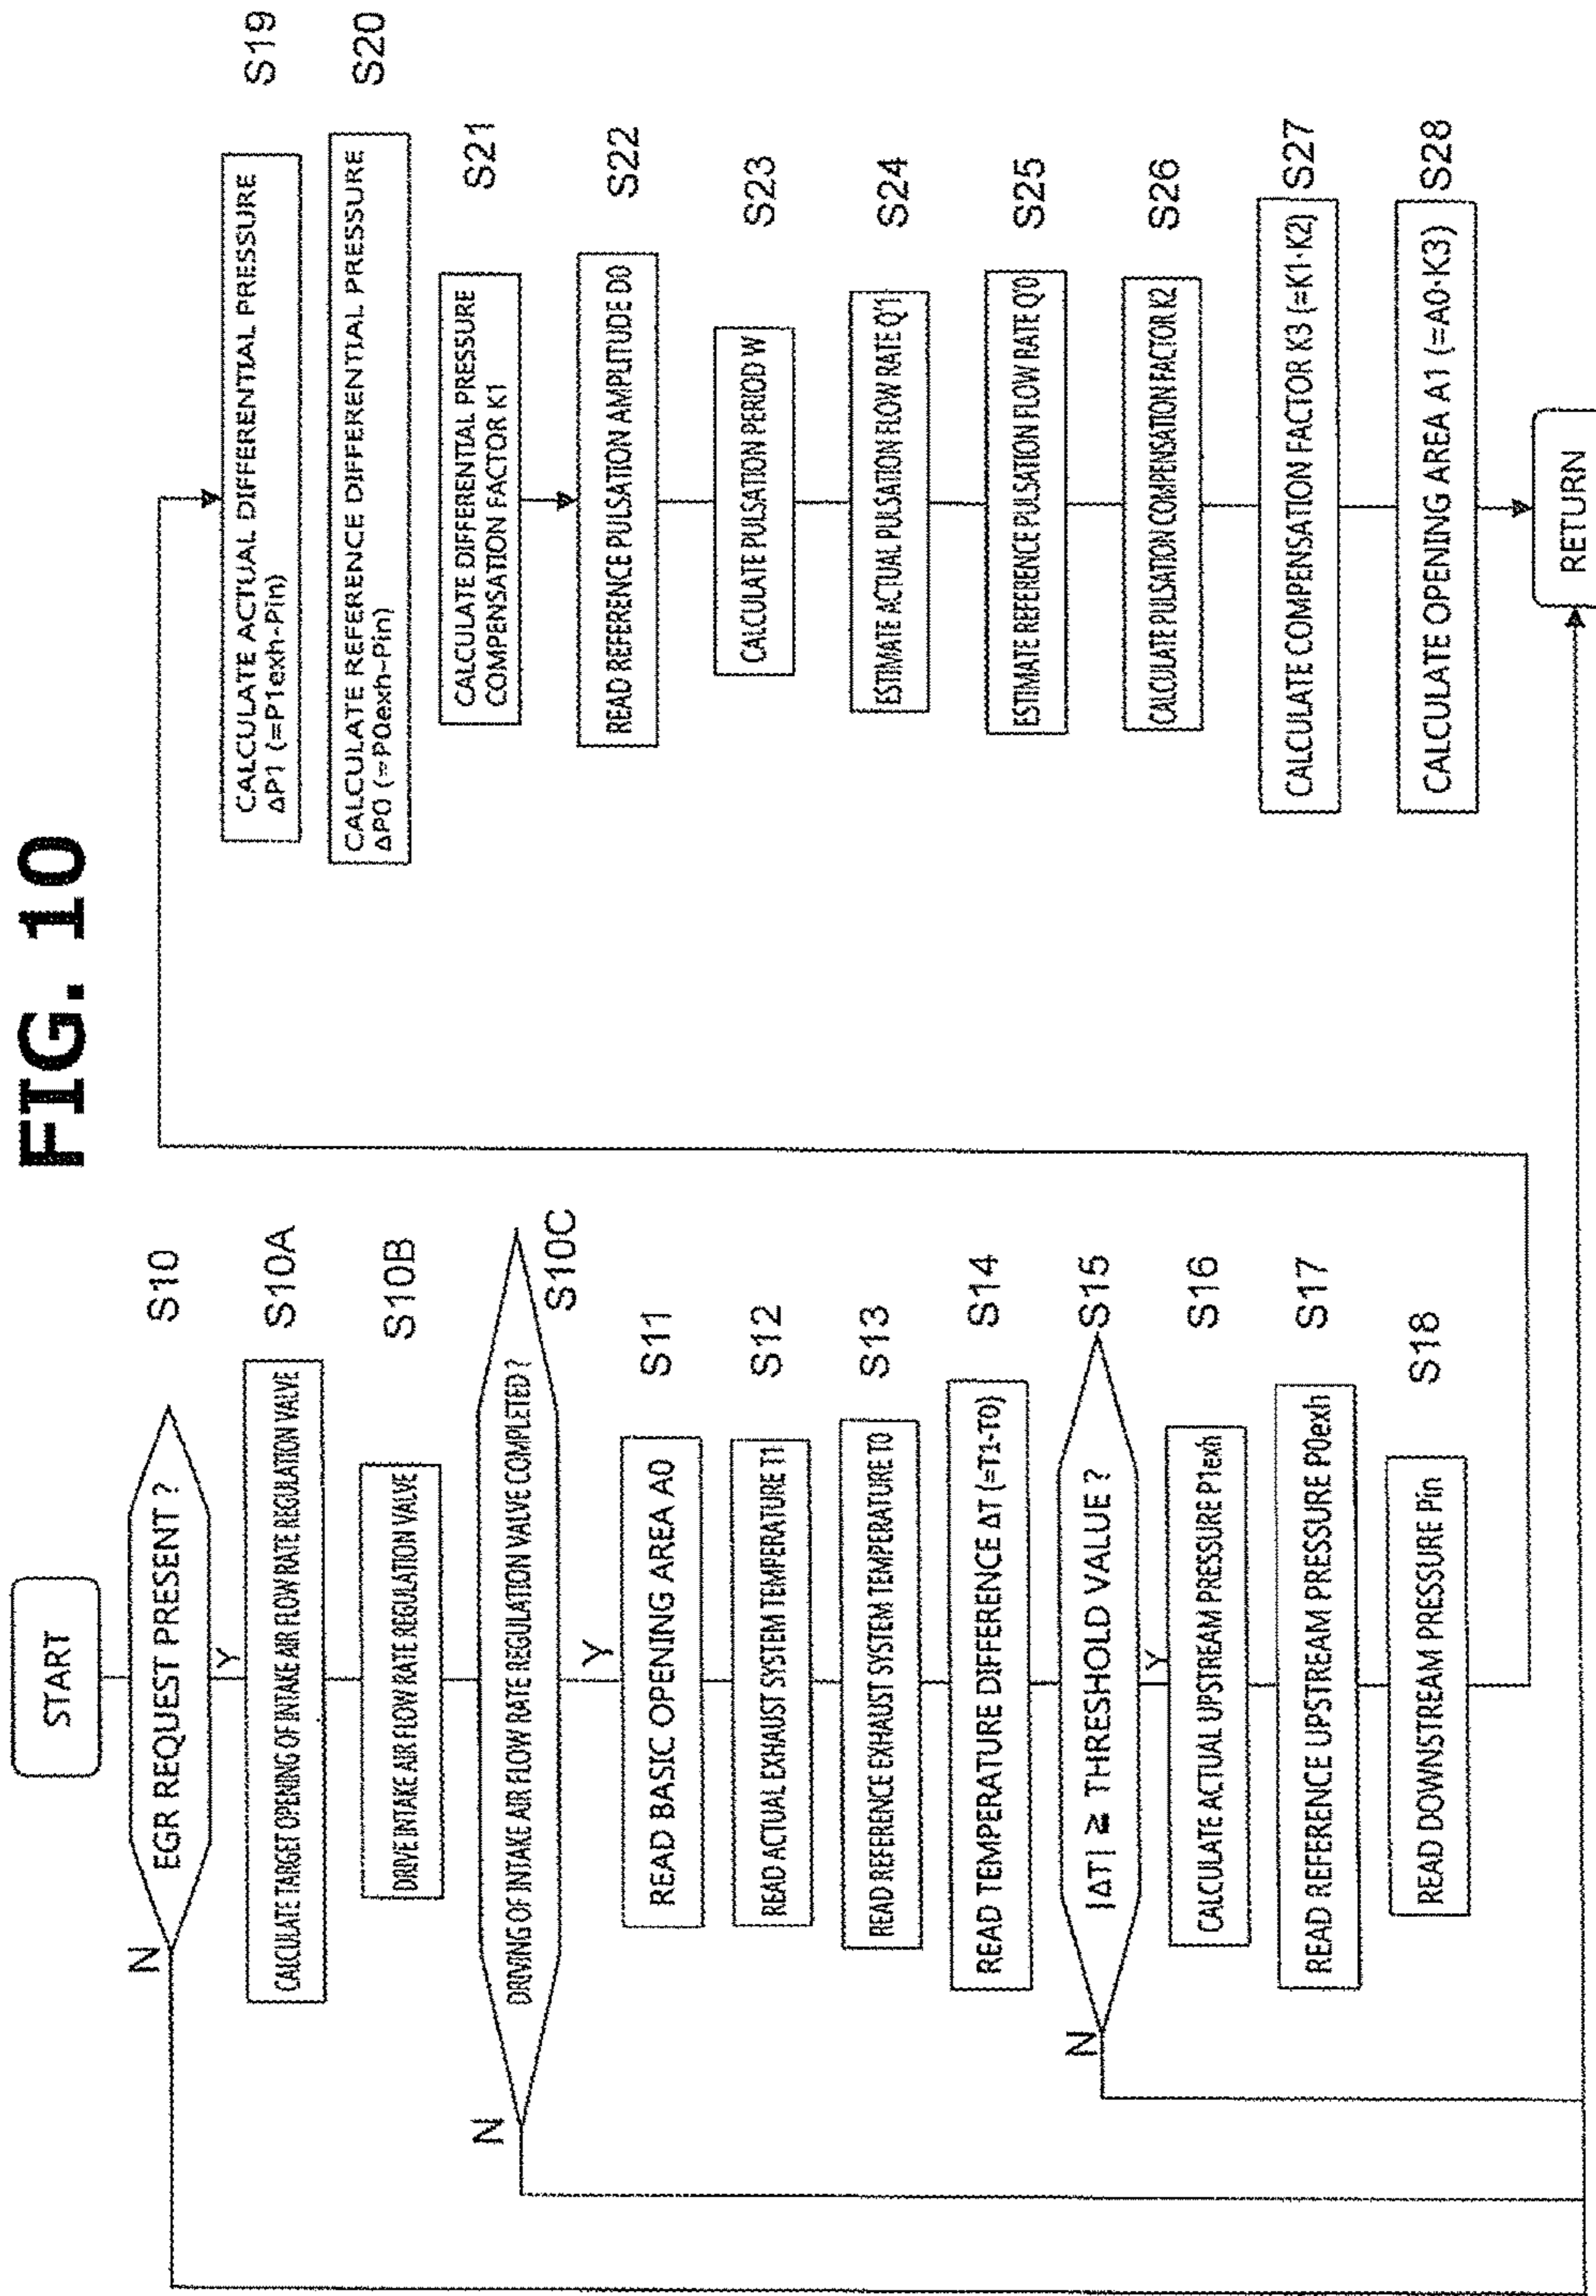 FIG. 10
START
EGR REQUEST PRESENT ?
S10
N
Y
CALCULATE TARGET OPENING OF INTAKE AIR FLOW RATE REGULATION VALVE
S10A
DRIVE INTAKE AIR FLOW RATE REGULATION VALVE
S10B
DRIVING OF INTAKE AIR FLOW RATE REGULATION VALVE COMPLETED ?
S10C
N
Y
READ BASIC OPENING AREA A0
S11
READ ACTUAL EXHAUST SYSTEM TEMPERATURE T1
S12
READ REFERENCE EXHAUST SYSTEM TEMPERATURE T0
S13
READ TEMPERATURE DIFFERENCE ΔT (=T1-T0)
S14
|ΔT| ≧ THRESHOLD VALUE ?
S15
N
Y
CALCULATE ACTUAL UPSTREAM PRESSURE P1exh
S16
READ REFERENCE UPSTREAM PRESSURE P0exh
S17
READ DOWNSTREAM PRESSURE Pin
S18
CALCULATE ACTUAL DIFFERENTIAL PRESSURE
ΔP1 (=P1exh-Pin)
S19
CALCULATE REFERENCE DIFFERENTIAL PRESSURE
ΔP0 (=P0exh-Pin)
S20
CALCULATE DIFFERENTIAL PRESSURE
COMPENSATION FACTOR K1
S21
READ REFERENCE PULSATION AMPLITUDE D0
S22
CALCULATE PULSATION PERIOD W
S23
ESTIMATE ACTUAL PULSATION FLOW RATE Q'1
S24
ESTIMATE REFERENCE PULSATION FLOW RATE Q'0
S25
CALCULATE PULSATION COMPENSATION FACTOR K2
S26
CALCULATE COMPENSATION FACTOR K3 (=K1·K2)
S27
CALCULATE OPENING AREA A1 (=A0·K3)
S28
RETURN